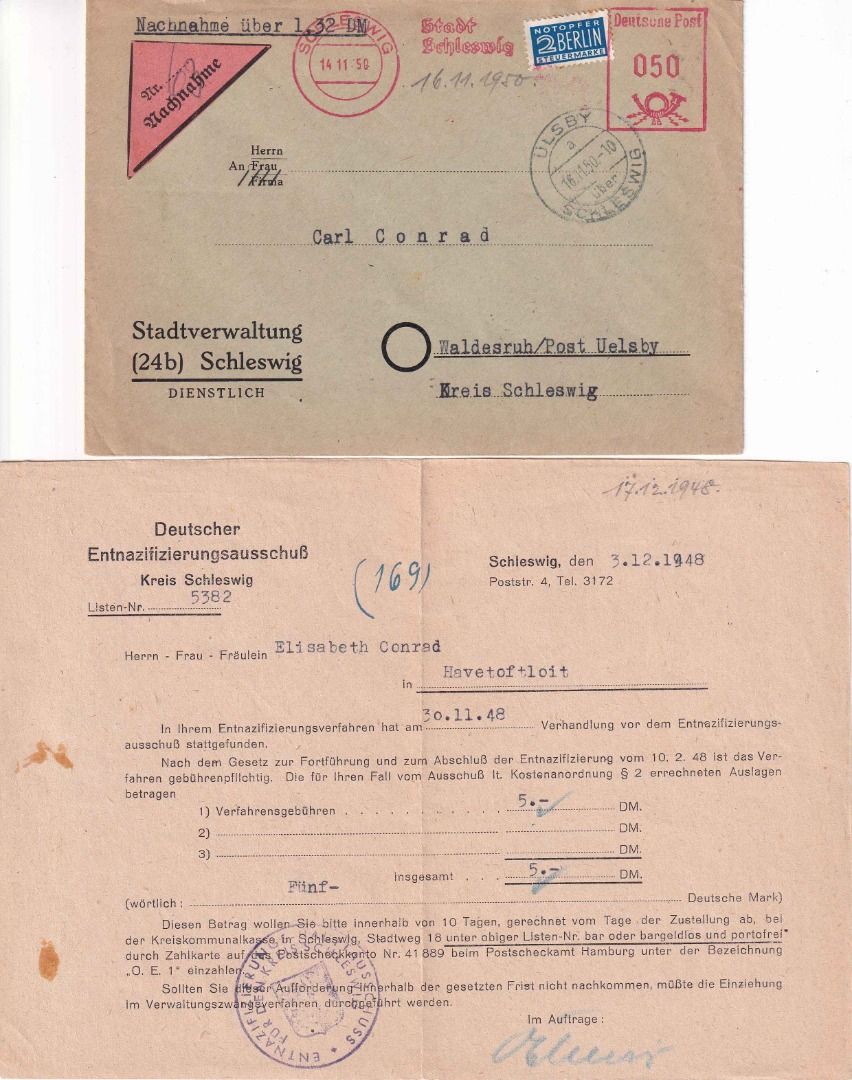 Nachnahme über 1,32 DM
Nr.
Nachnahme
SCHLESWIG
14 11 50
Stadt
Schleswig
16.11.1950.
NOTOPFER
2 BERLIN
STEUERMARKE
Deutsche Post
050
ÜLSBY
a
16.11.50.-10
über
SCHLESWIG
Herrn
An Frau
Firma
Carl Conrad
Stadtverwaltung
(24b) Schleswig
DIENSTLICH
Waldesruh/Post Uelsby
Kreis Schleswig
17.12.1948.
Deutscher
Entnazifizierungsausschuß
Kreis Schleswig
Listen-Nr. 5382
(169)
Schleswig, den 3.12.1948
Poststr. 4, Tel. 3172
Herrn - Frau - Fräulein Elisabeth Conrad
in Havetoftloit
In Ihrem Entnazifizierungsverfahren hat am 30.11.48 Verhandlung vor dem Entnazifizierungs-
ausschuß stattgefunden.
Nach dem Gesetz zur Fortführung und zum Abschluß der Entnazifizierung vom 10. 2. 48 ist das Ver-
fahren gebührenpflichtig. Die für Ihren Fall vom Ausschuß lt. Kostenanordnung § 2 errechneten Auslagen
betragen
1) Verfahrensgebühren . . . . . . . . . . 5.- DM.
2) DM.
3) DM.
Insgesamt . . . 5.- DM.
(wörtlich: Fünf- Deutsche Mark)
Diesen Betrag wollen Sie bitte innerhalb von 10 Tagen, gerechnet vom Tage der Zustellung ab, bei
der Kreiskommunalkasse in Schleswig, Stadtweg 18 unter obiger Listen-Nr. bar oder bargeldlos und portofrei
durch Zahlkarte auf das Postscheckkonto Nr. 41 889 beim Postscheckamt Hamburg unter der Bezeichnung
„O. E. 1" einzahlen.
Sollten Sie dieser Aufforderung innerhalb der gesetzten Frist nicht nachkommen, müßte die Einziehung
im Verwaltungszwangsverfahren durchgeführt werden.
ENTNAZIFIZIERUNGSAUSSCHUSS
FÜR DEN KREIS SCHLESWIG
Im Auftrage: